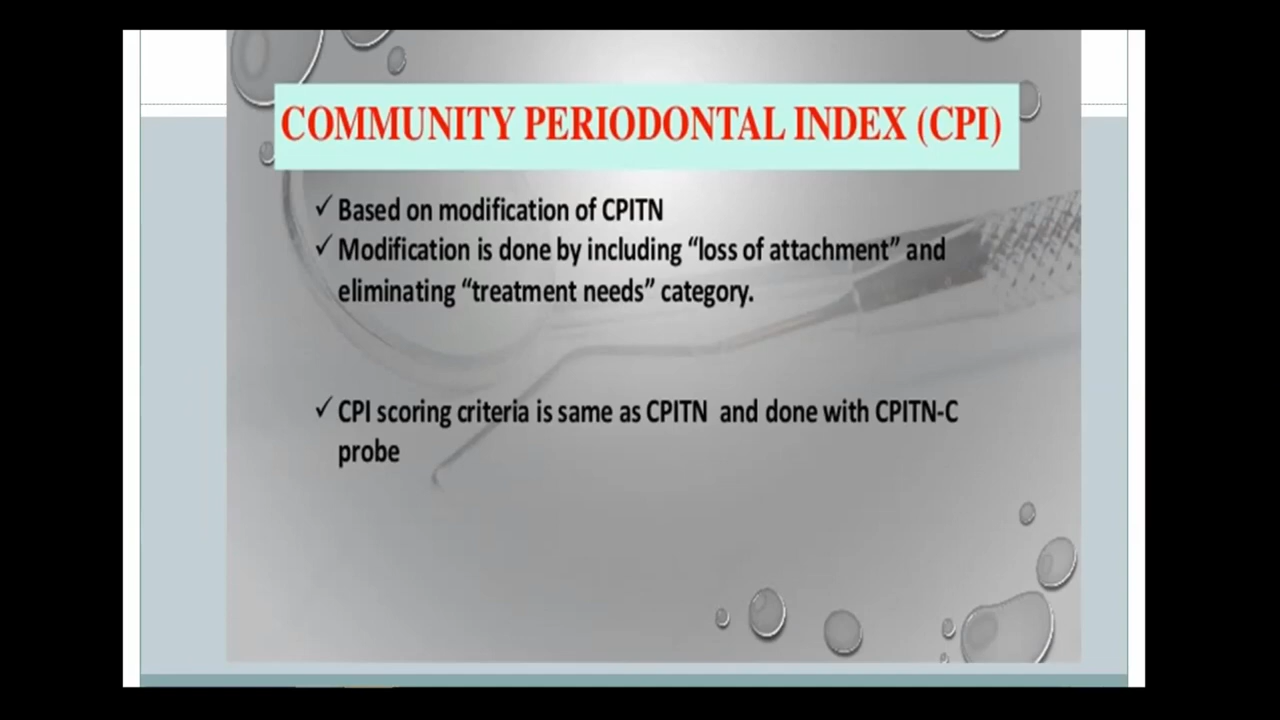 COMMUNITY PERIODONTAL INDEX (CPI)
✓ Based on modification of CPITN
✓ Modification is done by including “loss of attachment” and
eliminating “treatment needs” category.
✓ CPI scoring criteria is same as CPITN and done with CPITN-C
probe